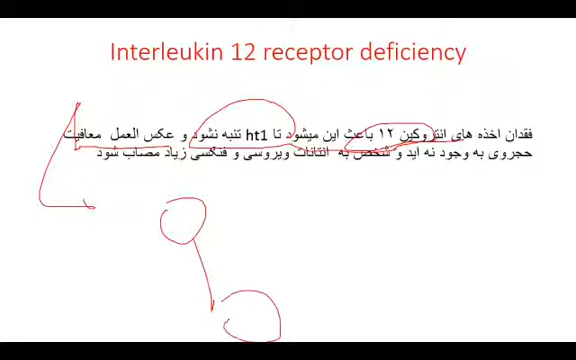 Interleukin 12 receptor deficiency
فقدان اخذه های انتروکین ۱۲ باعث این میشود تا ht1 تنبه نشود و عکس العمل معافیت
حجروی به وجود نه اید و شخص به انتانات ویروسی و فنگسی زیاد مصاب شود